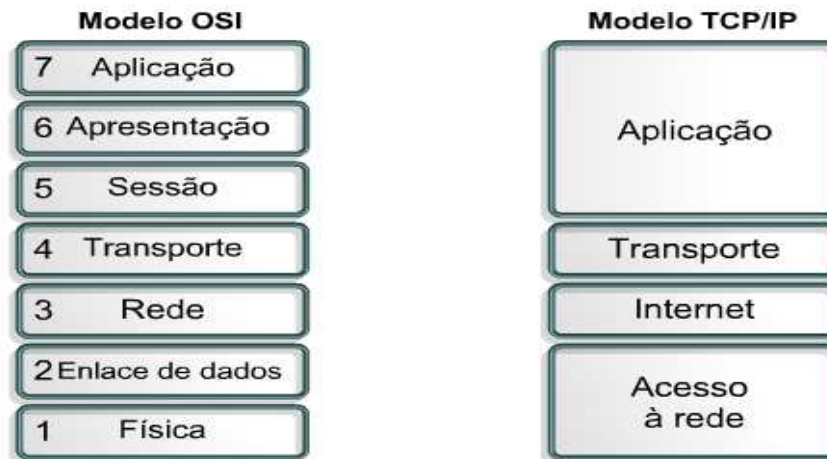 Modelo OSI
7 Aplicação
6 Apresentação
5 Sessão
4 Transporte
3 Rede
2 Enlace de dados
1 Física
Modelo TCP/IP
Aplicação
Transporte
Internet
Acesso
à rede